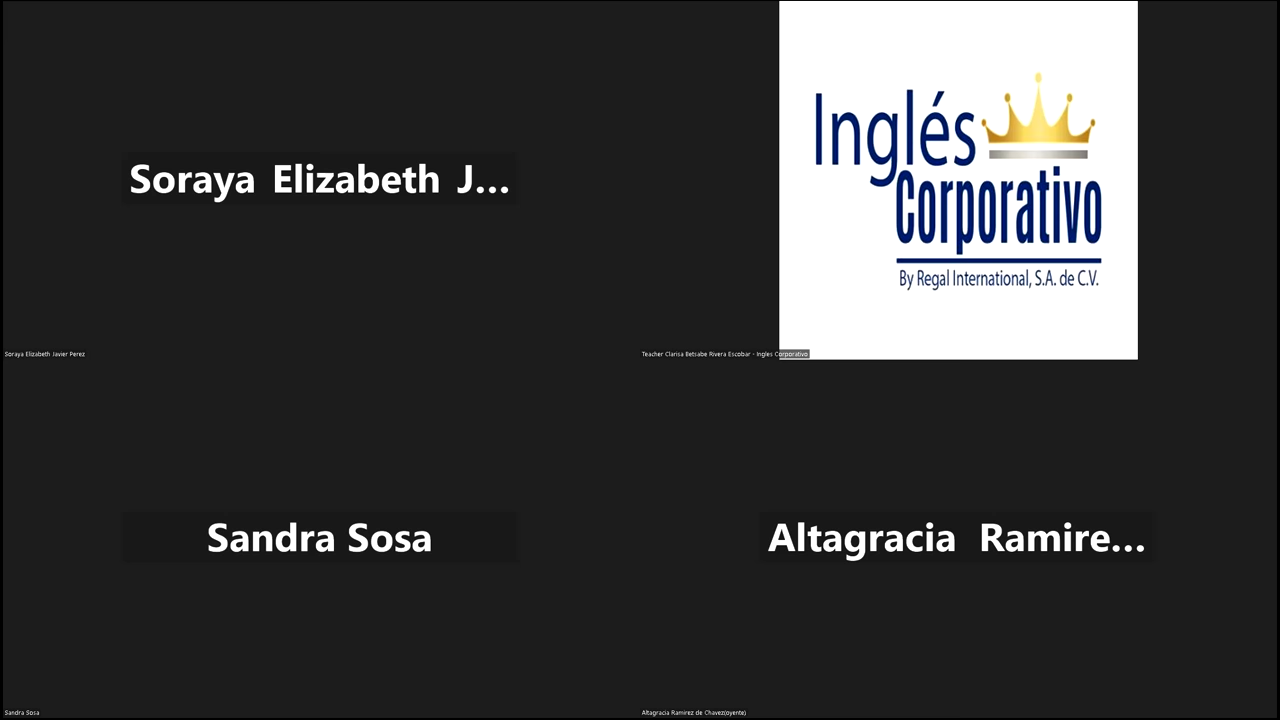 Soraya Elizabeth J...
Soraya Elizabeth Javier Perez
Inglés
Corporativo
By Regal International, S.A. de C.V.
Teacher Clarisa Betsabe Rivera Escobar - Ingles Corporativo
Sandra Sosa
Sandra Sosa
Altagracia Ramire...
Altagracia Ramirez de Chavez(oyente)